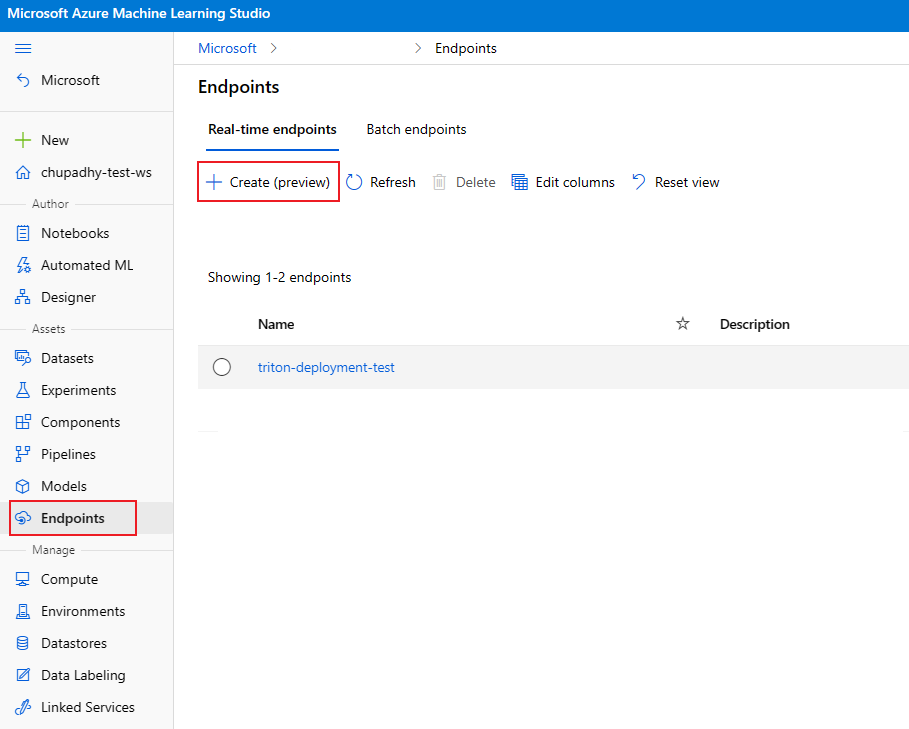 Microsoft Azure Machine Learning Studio
Microsoft
New
chupadhy-test-ws
Author
Notebooks
Automated ML
Designer
Assets
Datasets
Experiments
Components
Pipelines
Models
Endpoints
Manage
Compute
Environments
Datastores
Data Labeling
Linked Services
Microsoft > > Endpoints
Endpoints
Real-time endpoints Batch endpoints
Create (preview) Refresh Delete Edit columns Reset view
Showing 1-2 endpoints
Name Description
triton-deployment-test